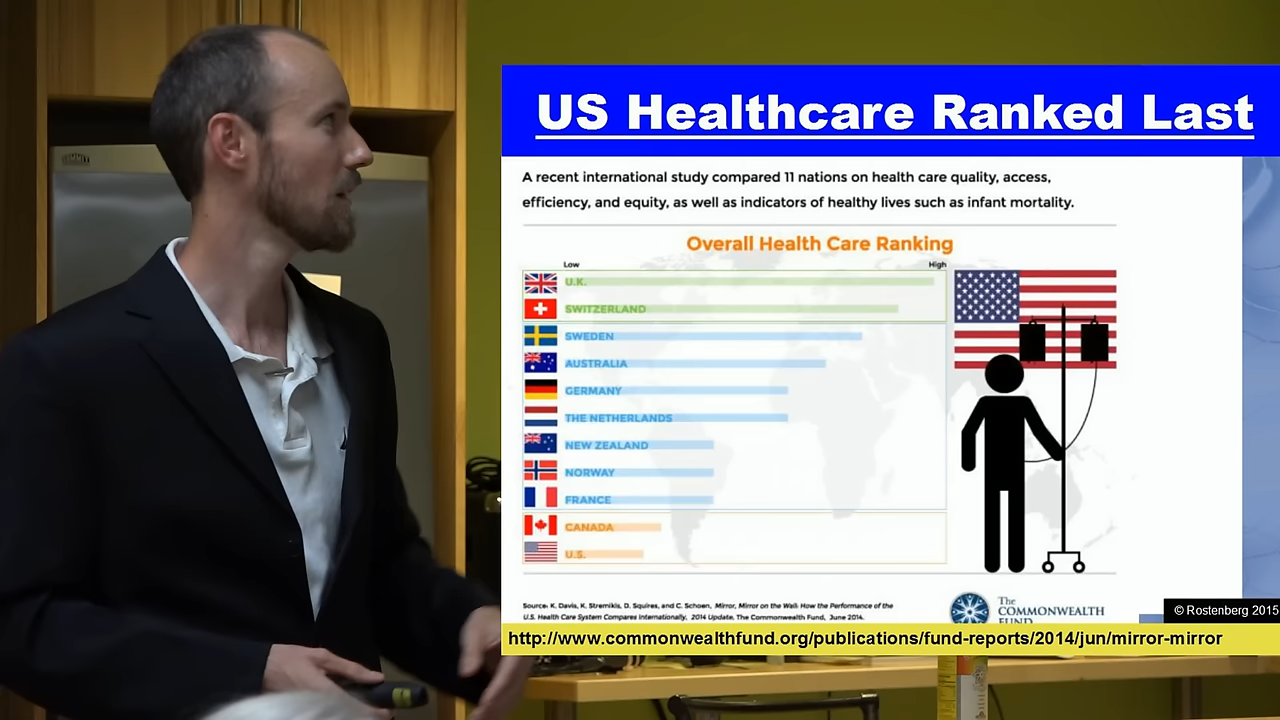 SUMMIT
US Healthcare Ranked Last
A recent international study compared 11 nations on health care quality, access,
efficiency, and equity, as well as indicators of healthy lives such as infant mortality.
Overall Health Care Ranking
Low High
U.K.
SWITZERLAND
SWEDEN
AUSTRALIA
GERMANY
THE NETHERLANDS
NEW ZEALAND
NORWAY
FRANCE
CANADA
U.S.
Source: K. Davis, K. Stremikis, D. Squires, and C. Schoen, Mirror, Mirror on the Wall: How the Performance of the
U.S. Health Care System Compares Internationally, 2014 Update, The Commonwealth Fund, June 2014.
The
COMMONWEALTH
FUND
© Rostenberg 2015
http://www.commonwealthfund.org/publications/fund-reports/2014/jun/mirror-mirror